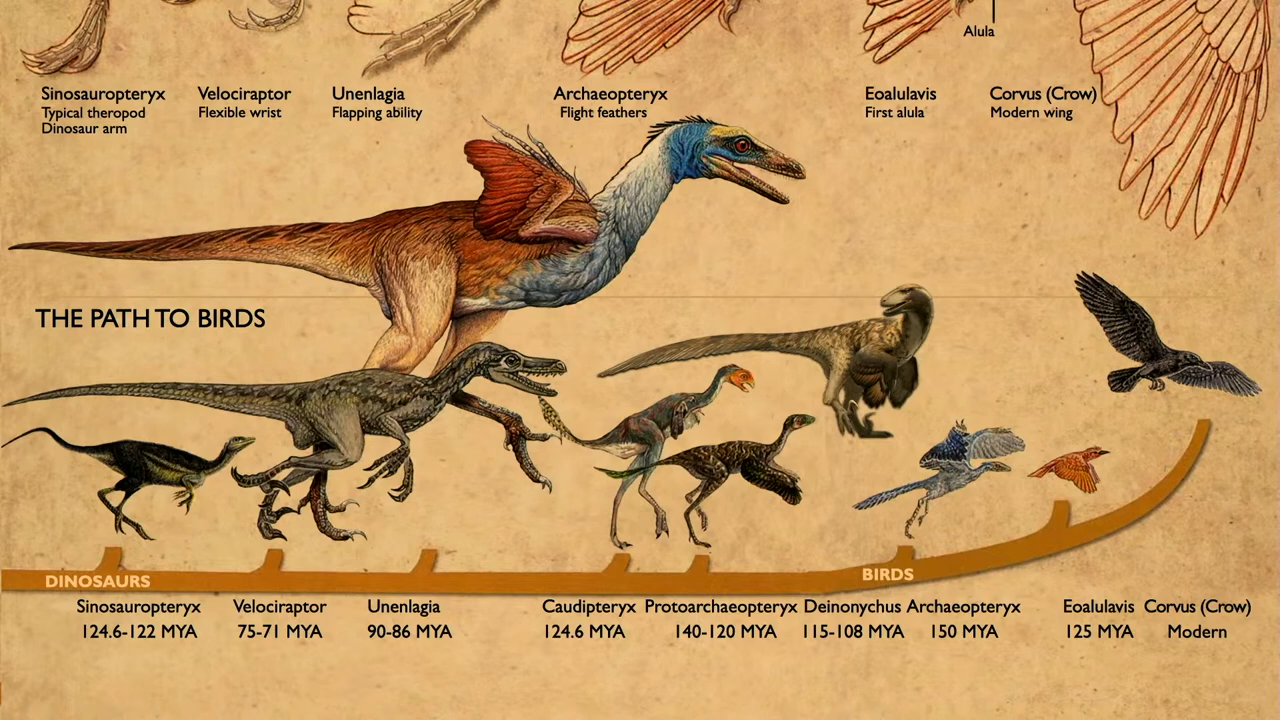 Alula
Sinosauropteryx
Typical theropod
Dinosaur arm
Velociraptor
Flexible wrist
Unenlagia
Flapping ability
Archaeopteryx
Flight feathers
Eoalulavis
First alula
Corvus (Crow)
Modern wing
THE PATH TO BIRDS
DINOSAURS
BIRDS
Sinosauropteryx
124.6-122 MYA
Velociraptor
75-71 MYA
Unenlagia
90-86 MYA
Caudipteryx
124.6 MYA
Protoarchaeopteryx
140-120 MYA
Deinonychus
115-108 MYA
Archaeopteryx
150 MYA
Eoalulavis
125 MYA
Corvus (Crow)
Modern